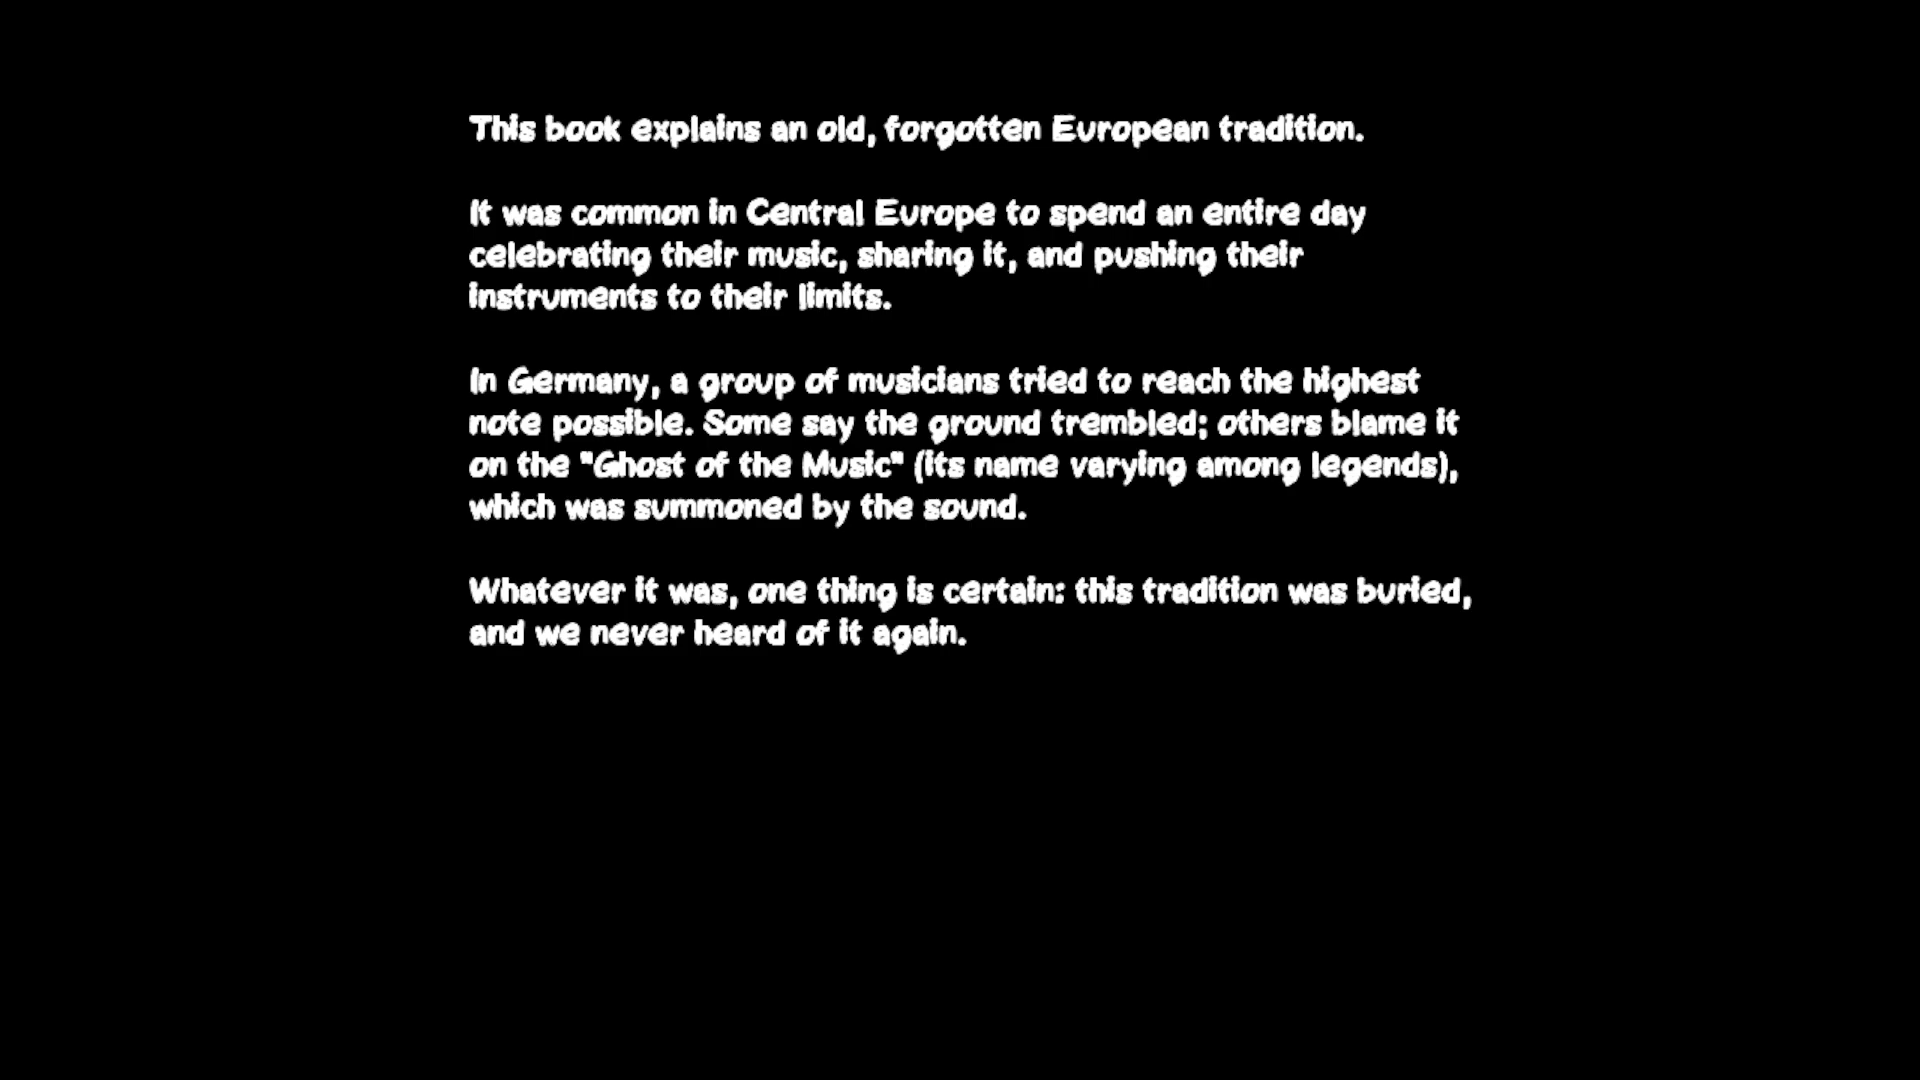 This book explains an old, forgotten European tradition.
It was common in Central Europe to spend an entire day
celebrating their music, sharing it, and pushing their
instruments to their limits.
In Germany, a group of musicians tried to reach the highest
note possible. Some say the ground trembled; others blame it
on the "Ghost of the Music" (its name varying among legends),
which was summoned by the sound.
Whatever it was, one thing is certain: this tradition was buried,
and we never heard of it again.